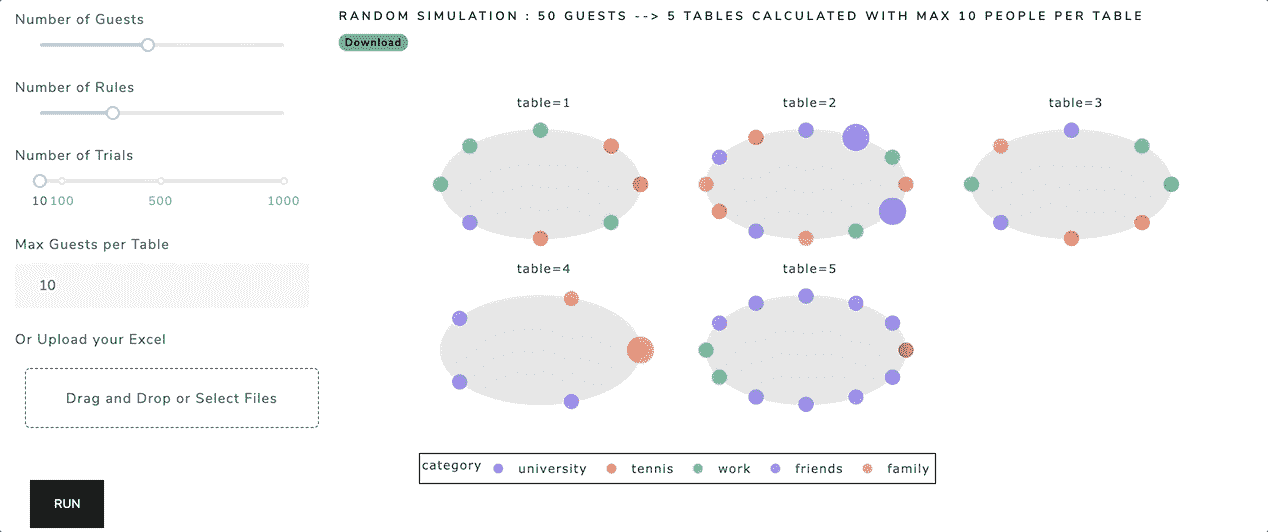 Number of Guests
Number of Rules
Number of Trials
10 100 500 1000
Max Guests per Table
10
Or Upload your Excel
Drag and Drop or Select Files
RUN
RANDOM SIMULATION : 50 GUESTS --> 5 TABLES CALCULATED WITH MAX 10 PEOPLE PER TABLE
Download
table=1 table=2 table=3
table=4 table=5
category university tennis work friends family